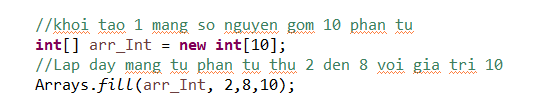 //khoi tao 1 mang so nguyen gom 10 phan tu
int[] arr_Int = new int[10];
//Lap day mang tu phan tu thu 2 den 8 voi gia tri 10
Arrays.fill(arr_Int, 2,8,10);